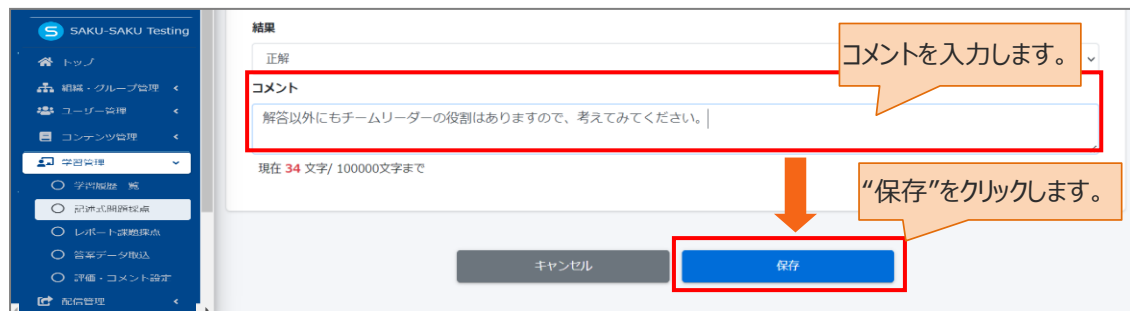 SAKU-SAKU Testing
トップ
組織・グループ管理
ユーザー管理
コンテンツ管理
学習管理
学習履歴一覧
記述式問題採点
レポート課題採点
答案データ取込
評価・コメント設定
配信管理
結果
正解
コメント
解答以外にもチームリーダーの役割はありますので、考えてみてください。
現在 34 文字/ 100000文字まで
キャンセル
保存
コメントを入力します。
“保存”をクリックします。